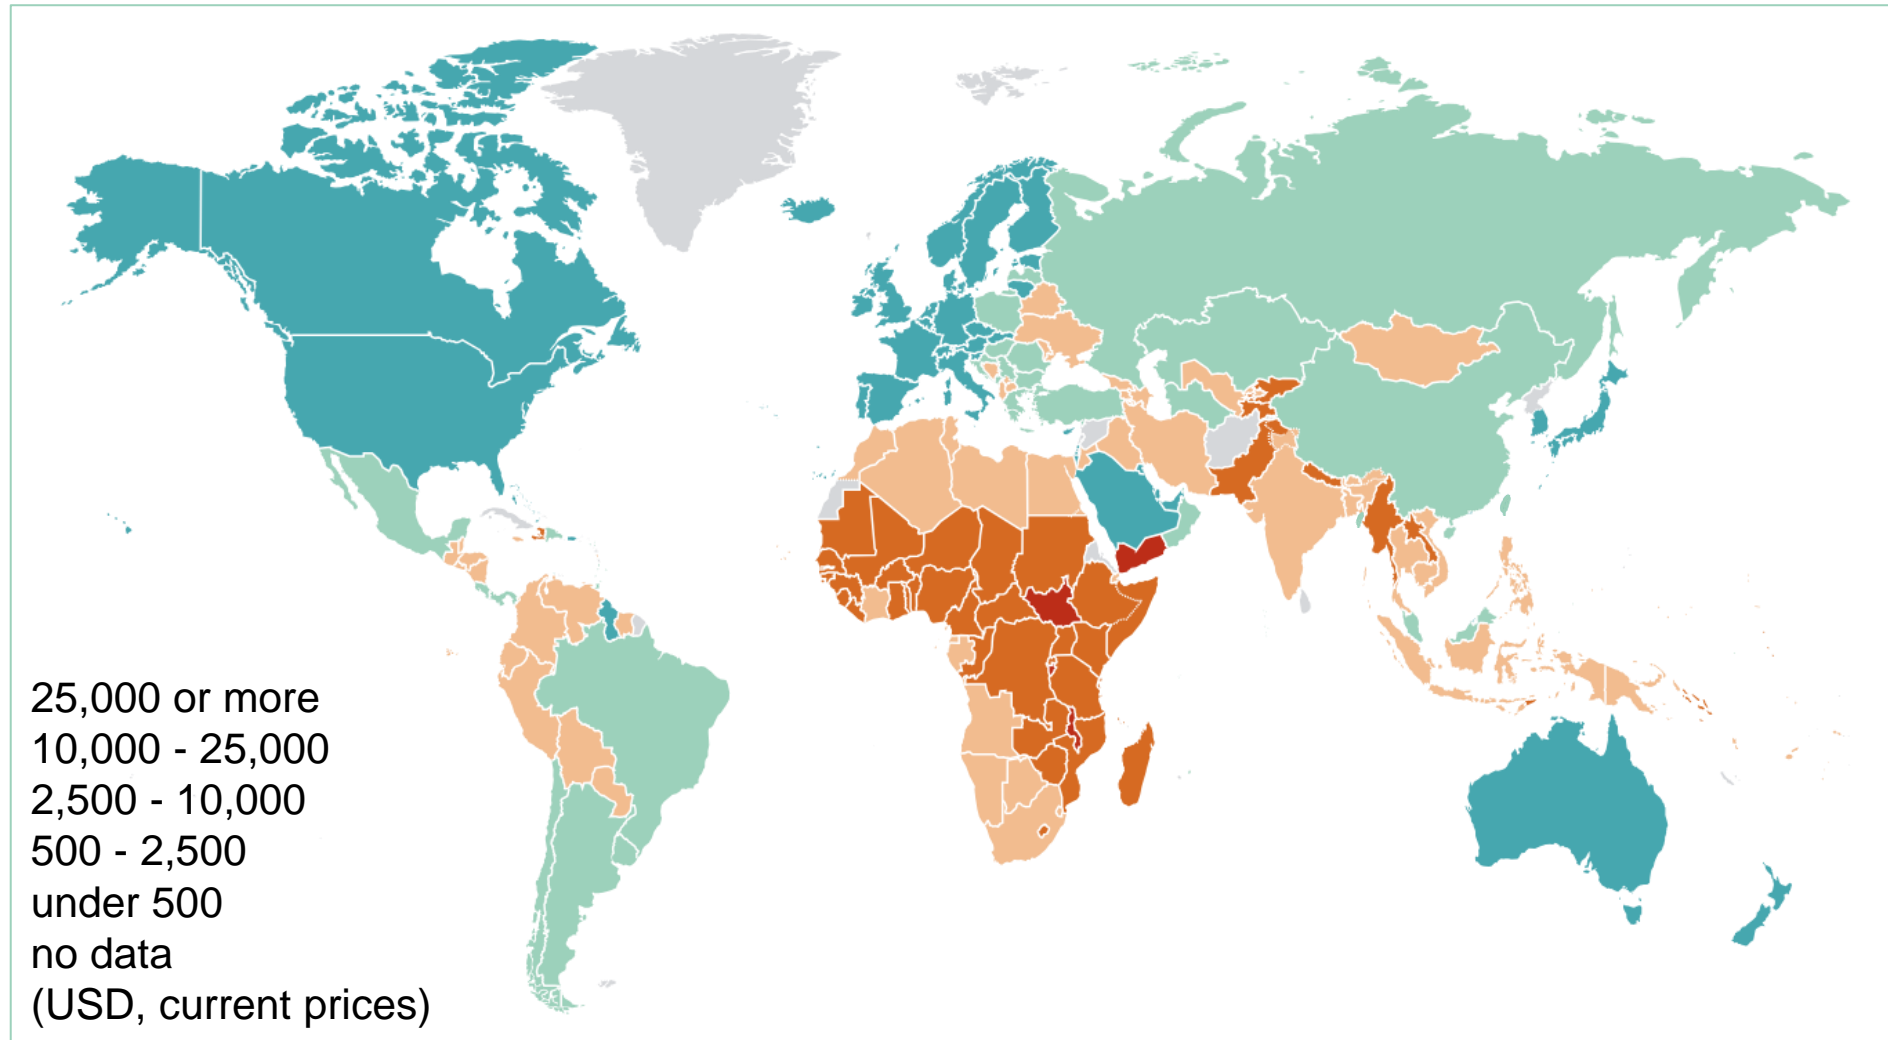 25,000 or more
10,000 - 25,000
2,500 - 10,000
500 - 2,500
under 500
no data
(USD, current prices)